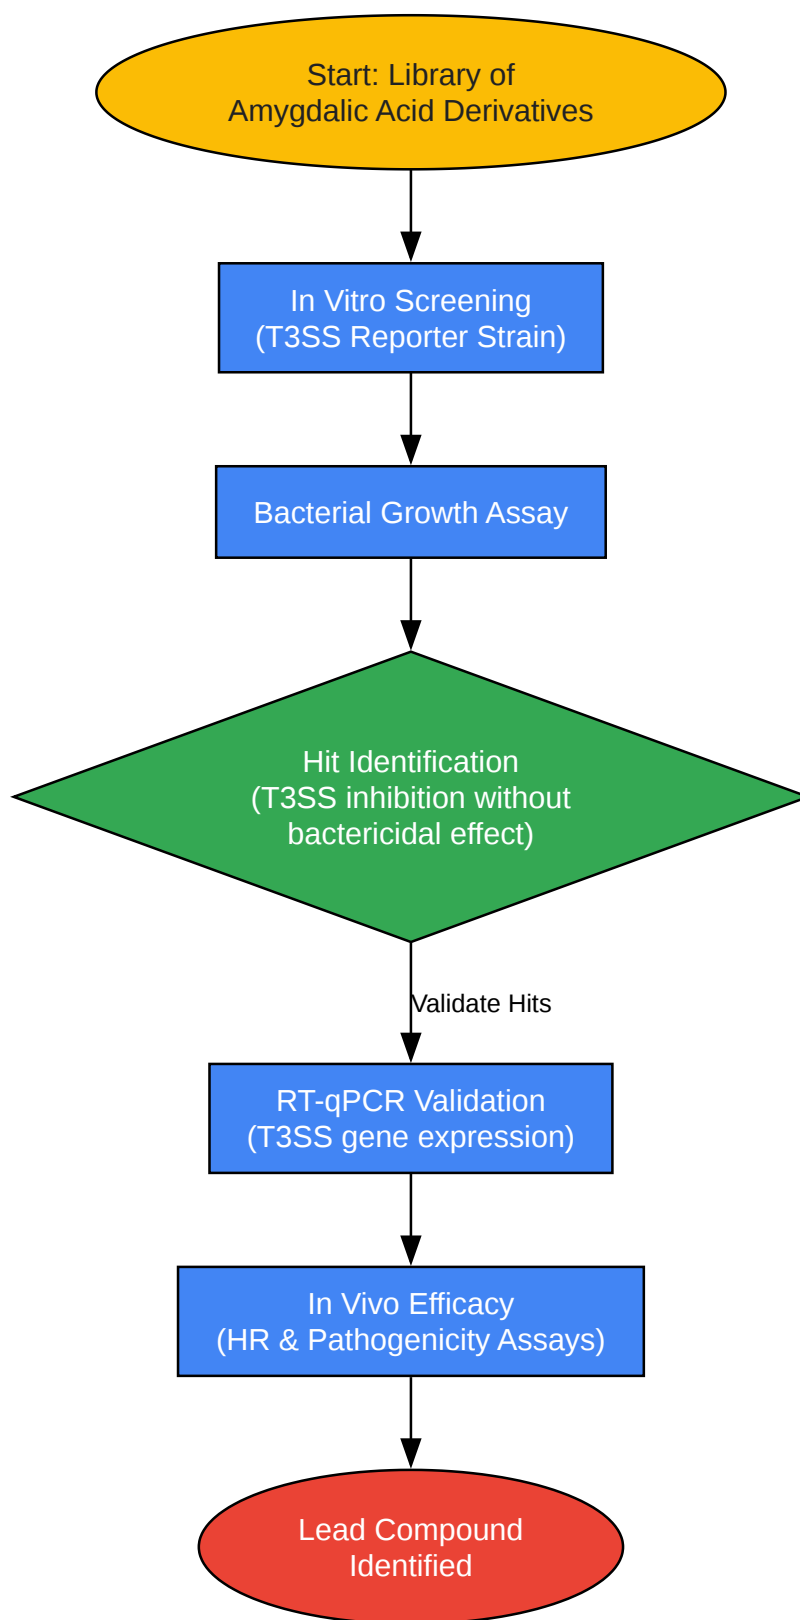 Start: Library of
Amygdalic Acid Derivatives
In Vitro Screening
(T3SS Reporter Strain)
Bacterial Growth Assay
Hit Identification
(T3SS inhibition without
bactericidal effect)
Validate Hits
RT-qPCR Validation
(T3SS gene expression)
In Vivo Efficacy
(HR & Pathogenicity Assays)
Lead Compound
Identified